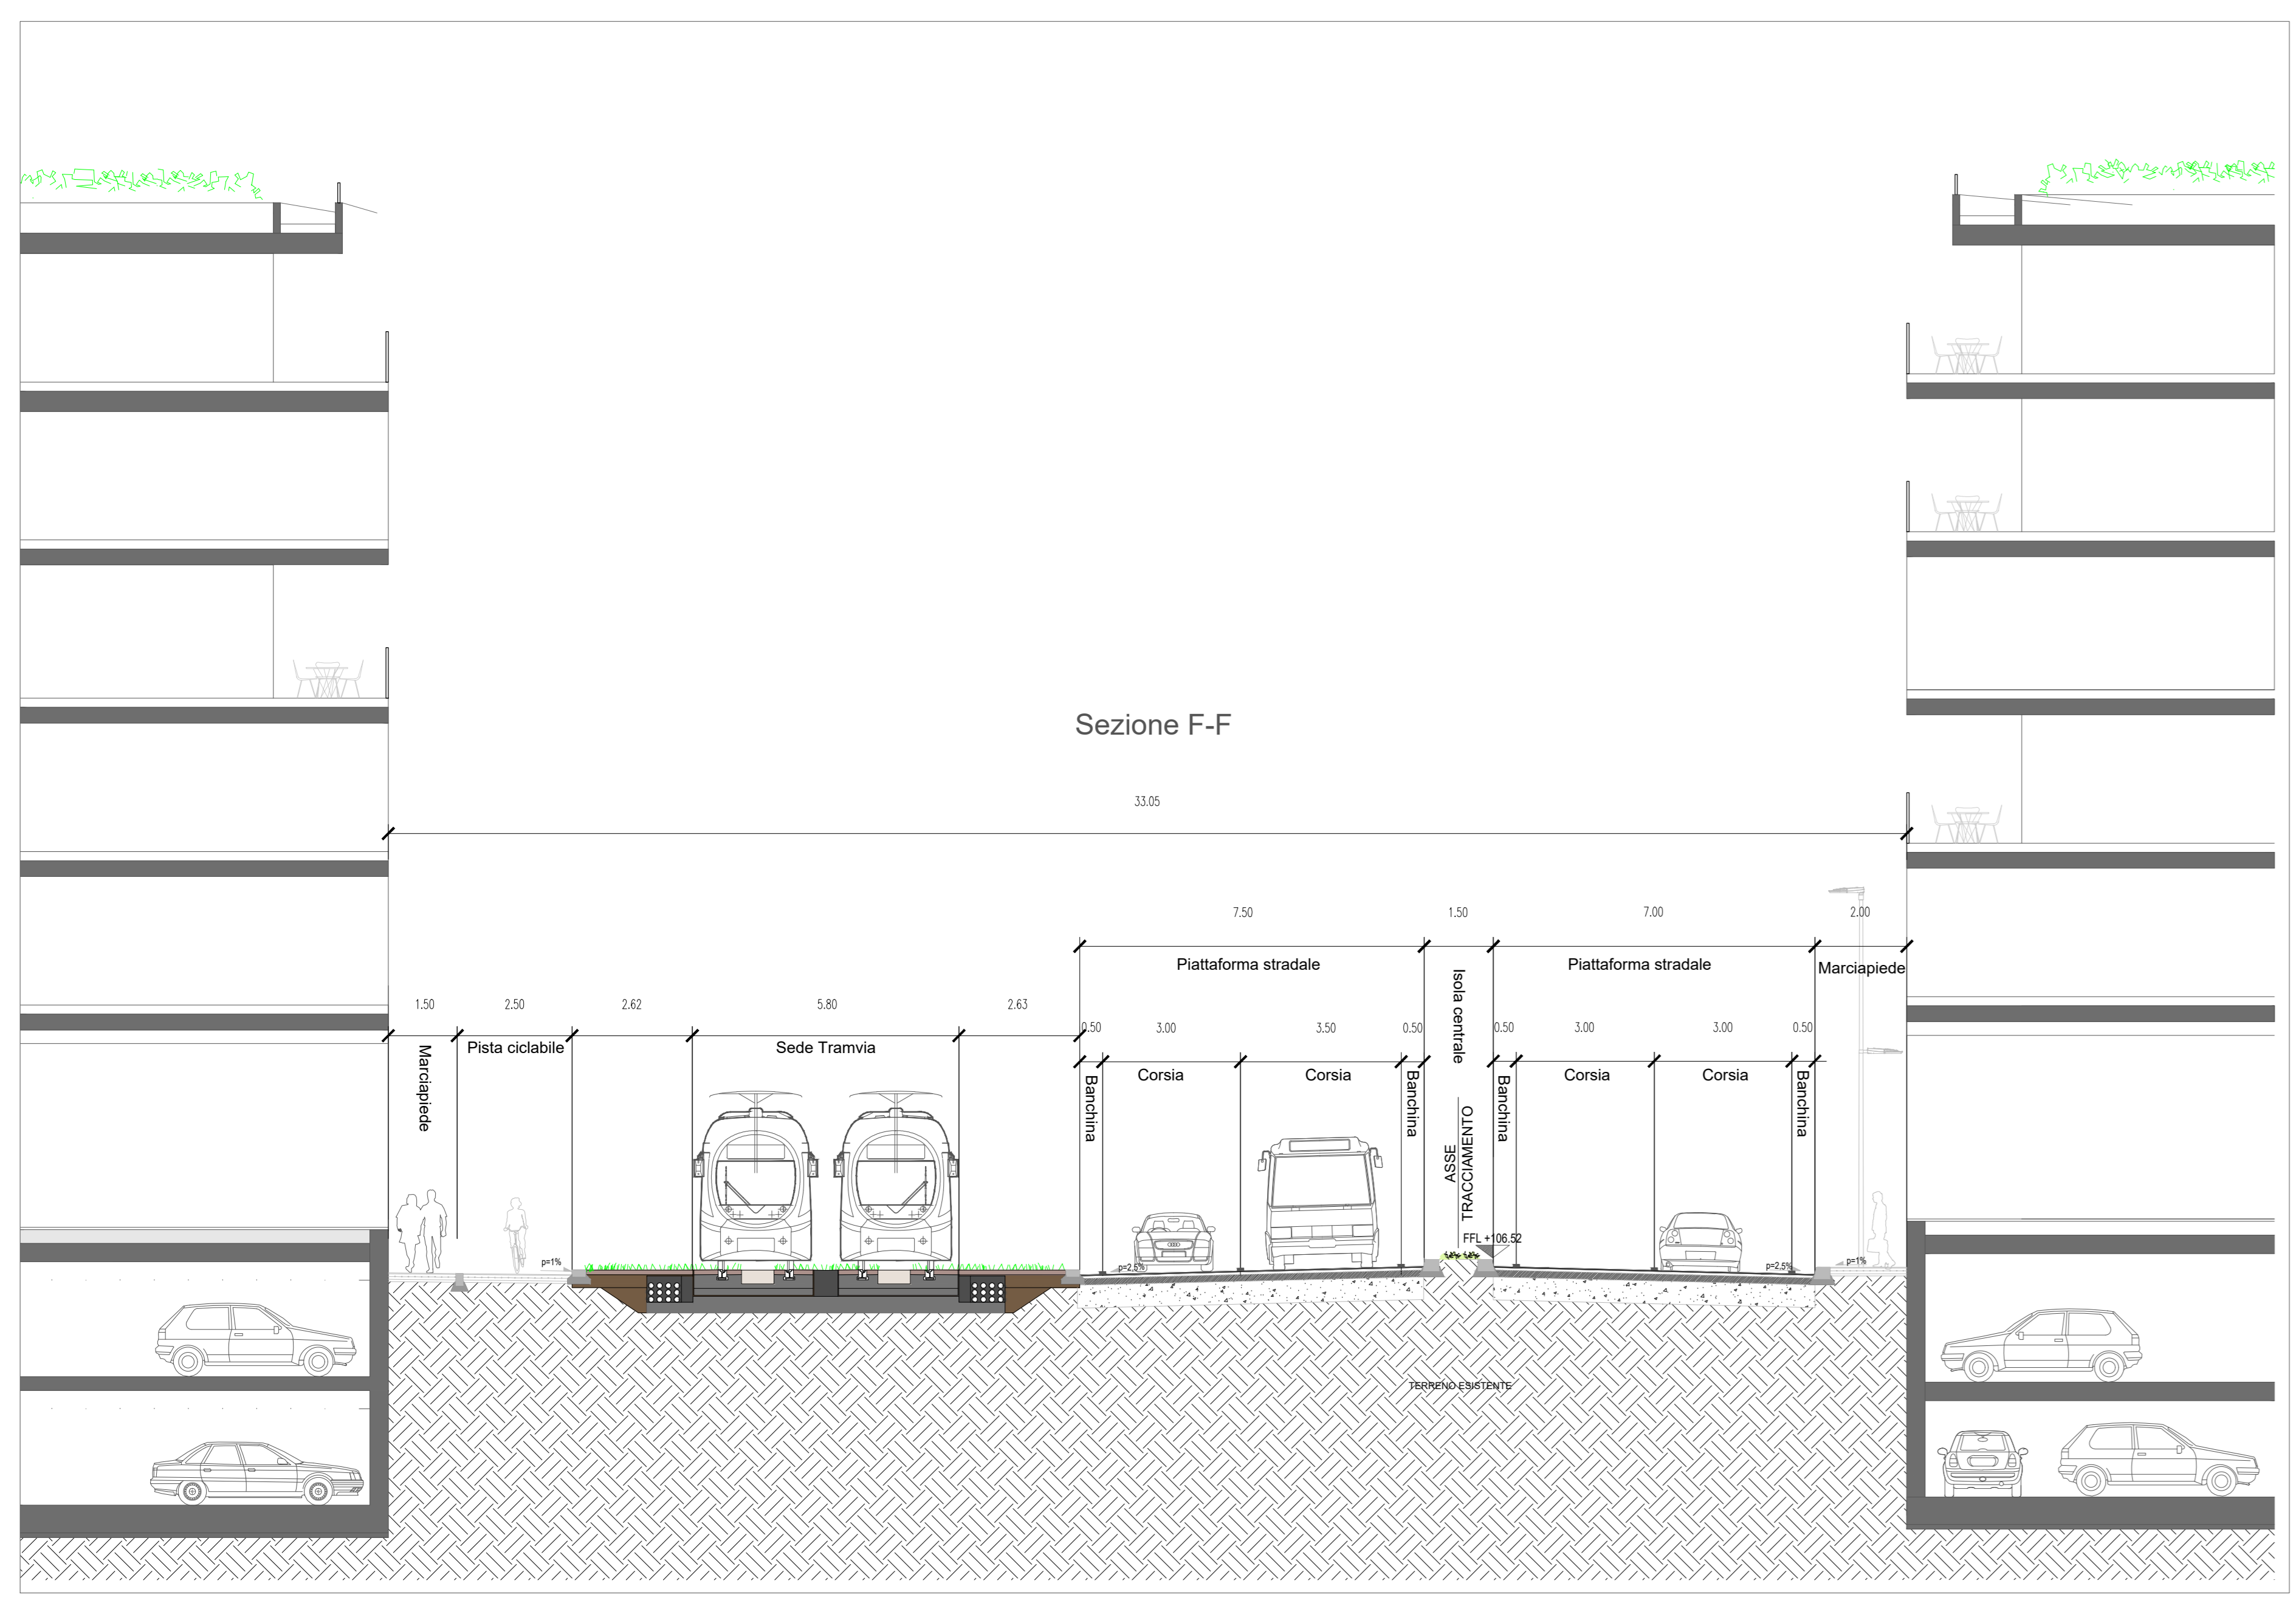 Sezione F-F
33.05
7.50
1.50
7.00
2.00
Piattaforma stradale
Isola centrale
Piattaforma stradale
Marciapiede
1.50
2.50
2.62
5.80
2.63
0.50
3.00
3.50
0.50
0.50
3.00
3.00
0.50
Marciapiede
Pista ciclabile
Sede Tramvia
Banchina
Corsia
Corsia
Banchina
Banchina
Corsia
Corsia
Banchina
ASSE
TRACCIAMENTO
FFL +106.52
p=1%
p=2,5%
p=2,5%
p=1%
TERRENO ESISTENTE